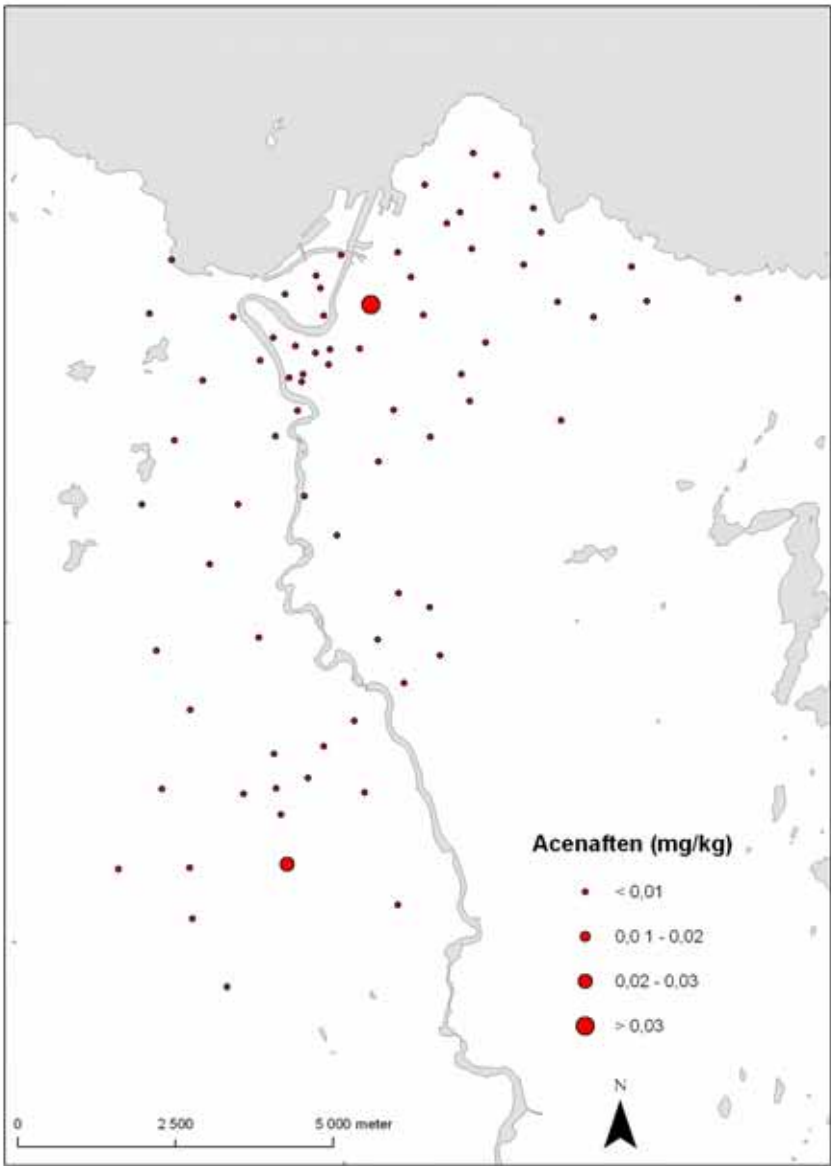 Acenaften (mg/kg)
< 0,01
0,0 1 - 0,02
0,02 - 0,03
> 0,03
N
0 2 500 5 000 meter